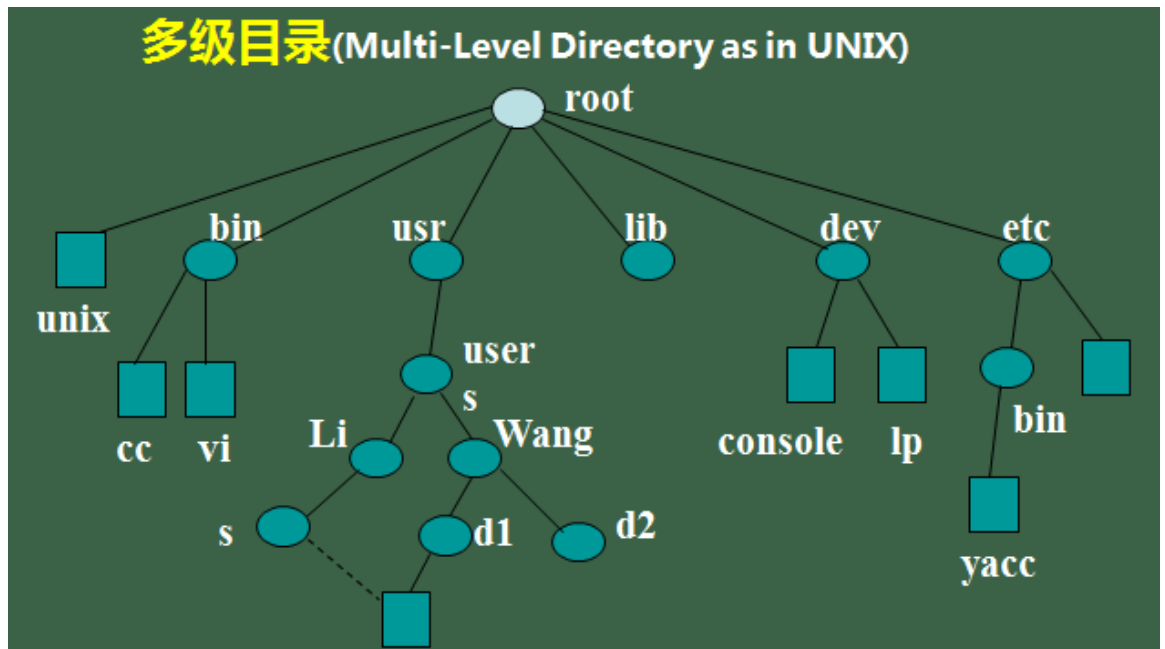 多级目录(Multi-Level Directory as in UNIX)
root
bin
usr
lib
dev
etc
unix
user
s
cc
vi
Li
Wang
console
lp
bin
s
d1
d2
yacc